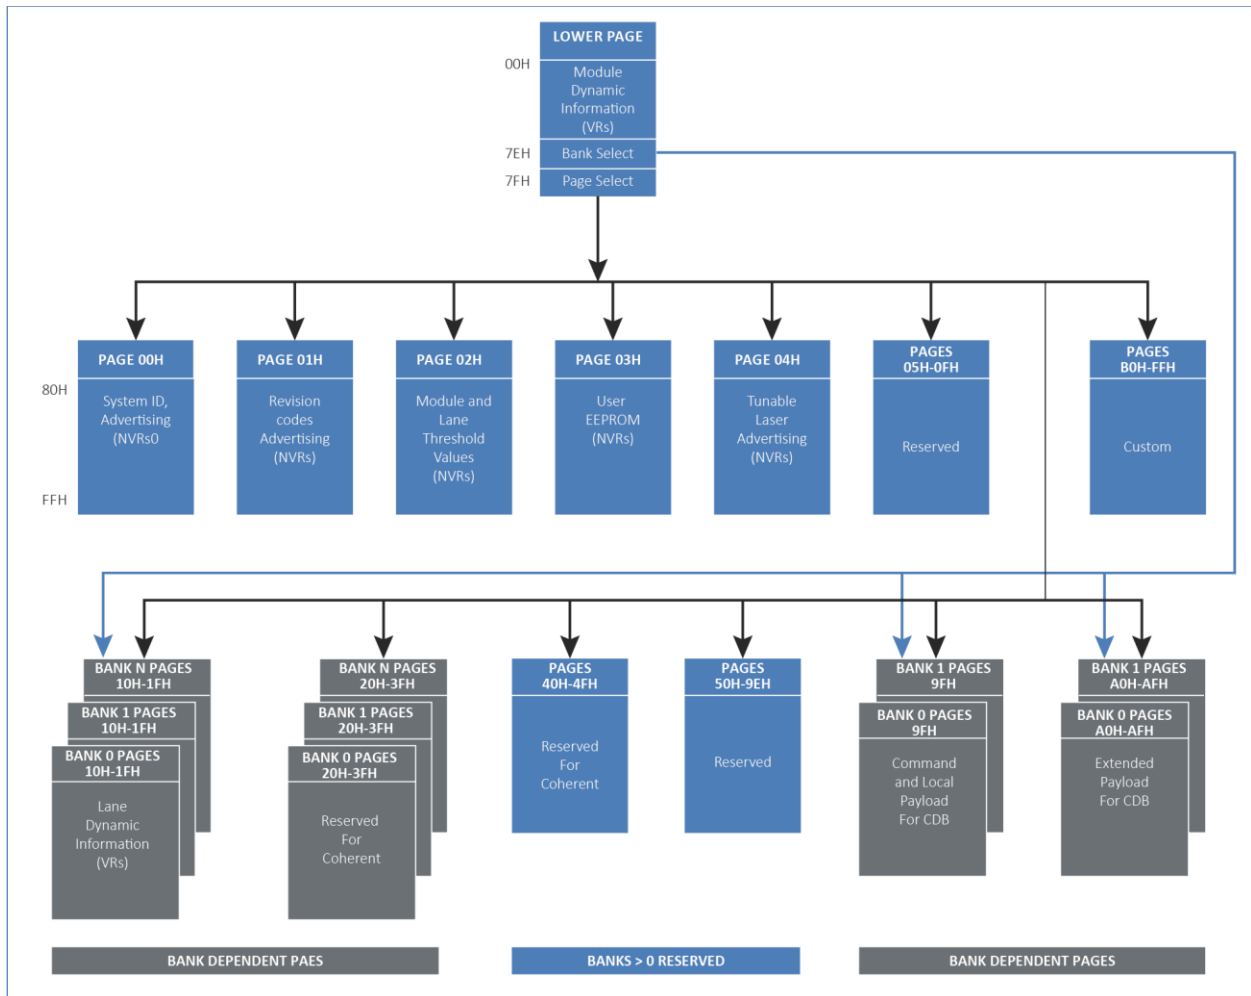 LOWER PAGE
00H
Module
Dynamic
Information
(VRs)
7EH
Bank Select
7FH
Page Select
PAGE 00H
80H
System ID,
Advertising
(NVRs0
FFH
PAGE 01H
Revision
codes
Advertising
(NVRs)
PAGE 02H
Module and
Lane
Threshold
Values
(NVRs)
PAGE 03H
User
EEPROM
(NVRs)
PAGE 04H
Tunable
Laser
Advertising
(NVRs)
PAGES
05H-0FH
Reserved
PAGES
B0H-FFH
Custom
BANK N PAGES
10H-1FH
BANK 1 PAGES
10H-1FH
BANK 0 PAGES
10H-1FH
Lane
Dynamic
Information
(VRs)
BANK N PAGES
20H-3FH
BANK 1 PAGES
20H-3FH
BANK 0 PAGES
20H-3FH
Reserved
For
Coherent
PAGES
40H-4FH
Reserved
For
Coherent
PAGES
50H-9EH
Reserved
BANK 1 PAGES
9FH
BANK 0 PAGES
9FH
Command
and Local
Payload
For CDB
BANK 1 PAGES
A0H-AFH
BANK 0 PAGES
A0H-AFH
Extended
Payload
For CDB
BANK DEPENDENT PAES
BANKS > 0 RESERVED
BANK DEPENDENT PAGES